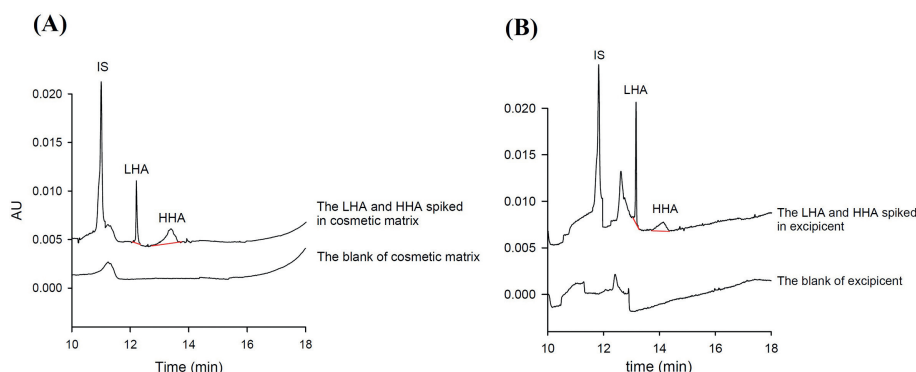 (A)
IS
0.020
0.015
LHA
0.010
HHA
The LHA and HHA spiked
in cosmetic matrix
0.005
The blank of cosmetic matrix
0.000
AU
10 12 14 16 18
Time (min)
(B)
IS
LHA
0.020
0.015
0.010
HHA
The LHA and HHA spiked
in excipicent
0.005
The blank of excipicent
0.000
10 12 14 16 18
time (min)